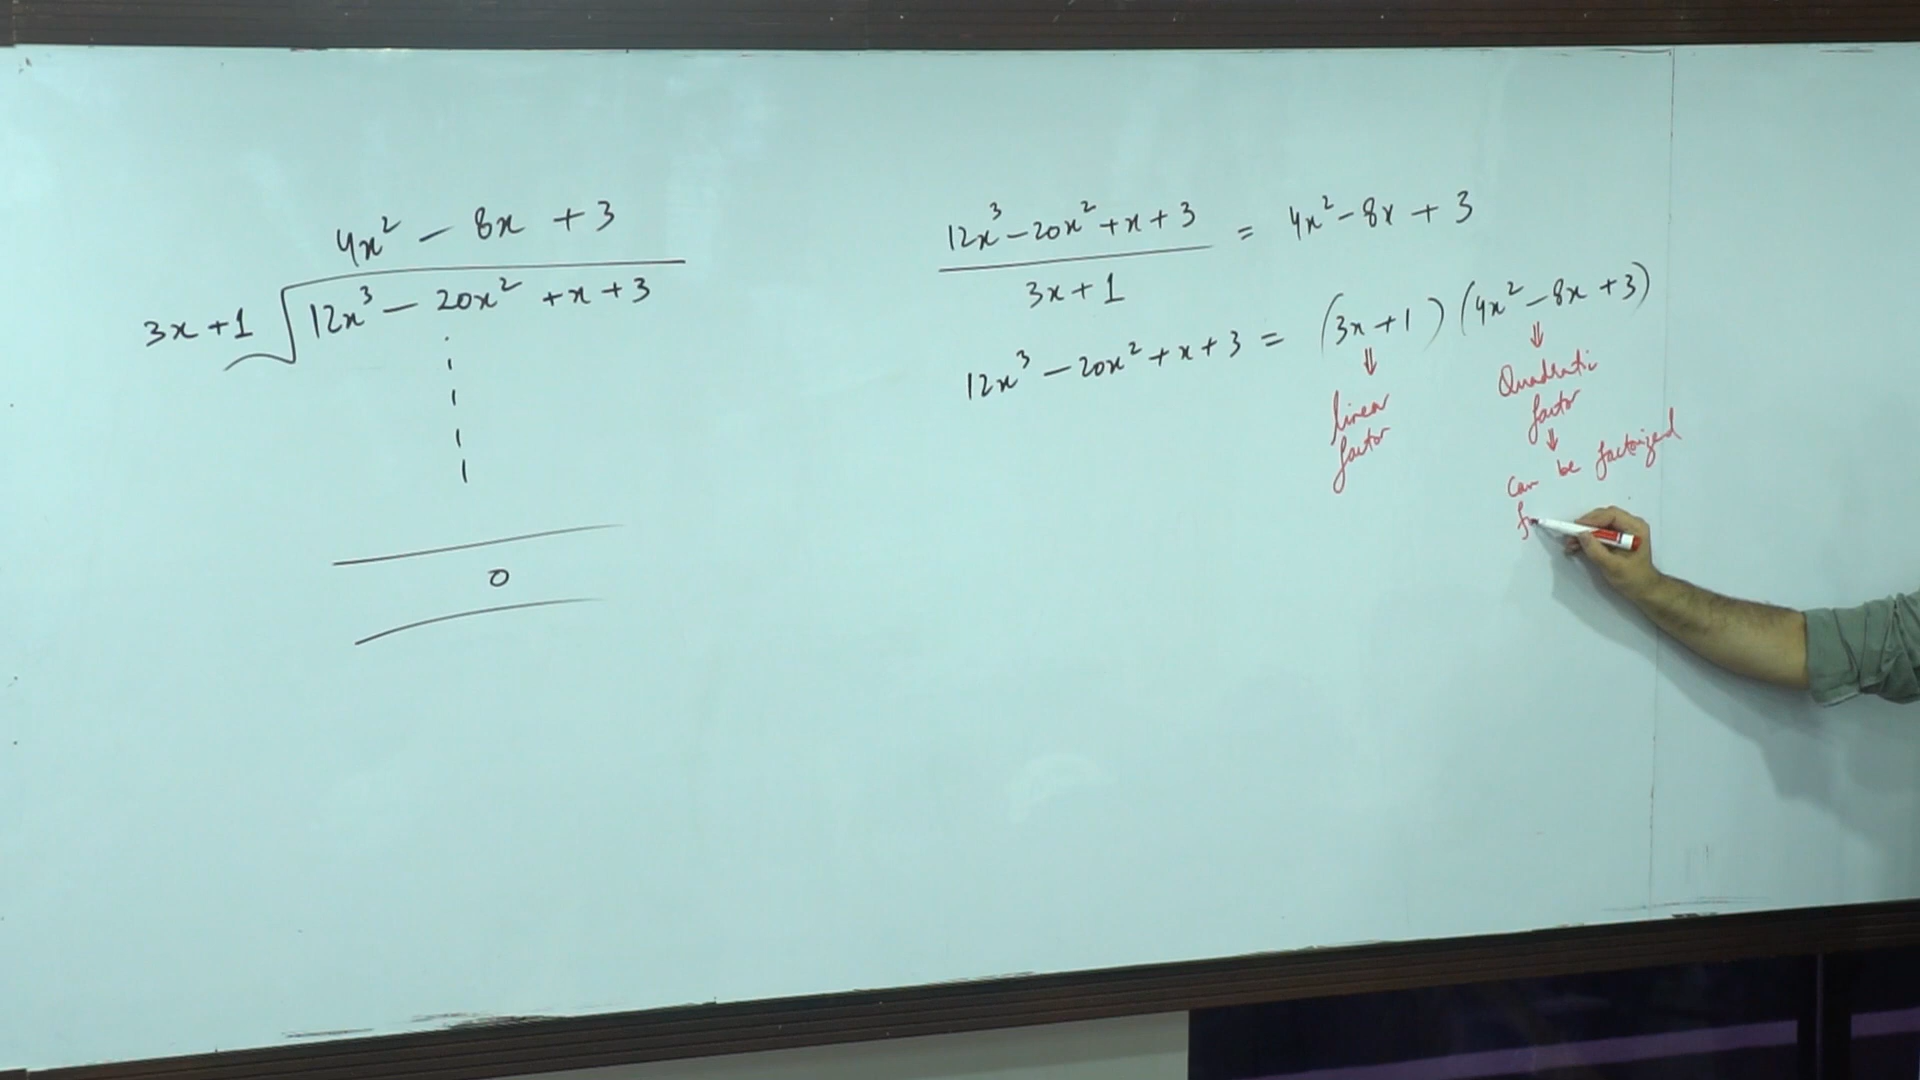 4x² - 8x + 3
3x + 1 √12x³ - 20x² + x + 3
0
12x³ - 20x² + x + 3 / 3x + 1 = 4x² - 8x + 3
12x³ - 20x² + x + 3 = (3x + 1) (4x² - 8x + 3)
⇓ ⇓
linear factor
Quadratic factor
↓
can be factorized